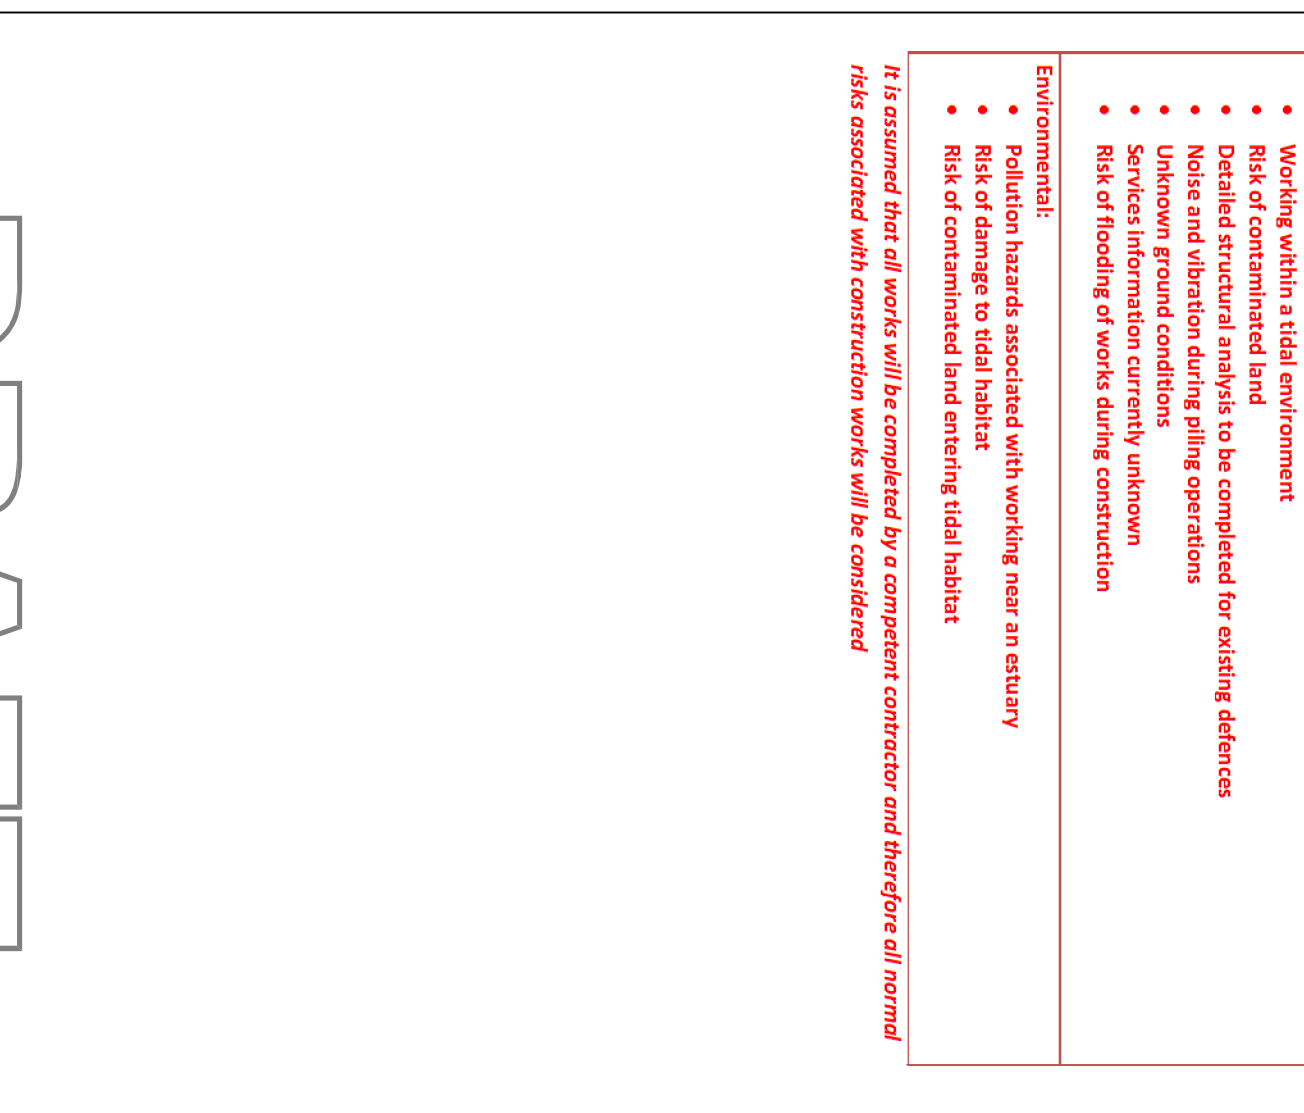 • Working within a tidal environment
• Risk of contaminated land
• Detailed structural analysis to be completed for existing defences
• Noise and vibration during piling operations
• Unknown ground conditions
• Services information currently unknown
• Risk of flooding of works during construction
Environmental:
• Pollution hazards associated with working near an estuary
• Risk of damage to tidal habitat
• Risk of contaminated land entering tidal habitat
It is assumed that all works will be completed by a competent contractor and therefore all normal
risks associated with construction works will be considered